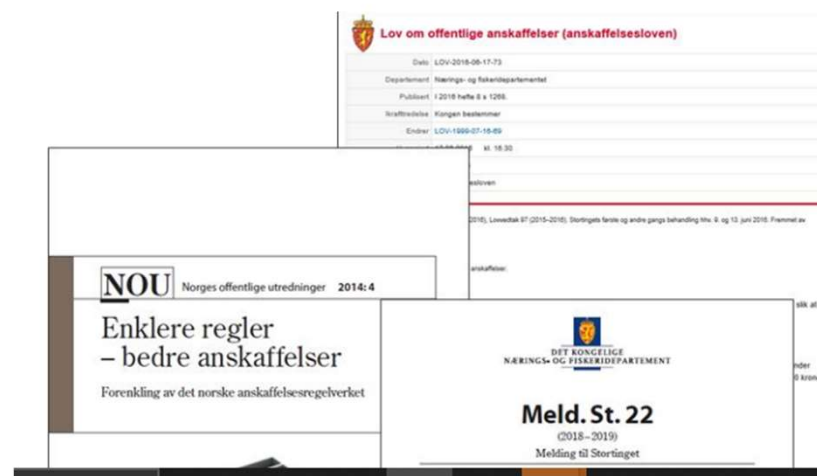 Lov om offentlige anskaffelser (anskaffelsesloven)
Dato LOV-2016-06-17-73
Departement Nærings- og fiskeridepartementet
Publisert I 2016 hefte 8 s 1268.
Ikrafttredelse Kongen bestemmer
Endrer LOV-1999-07-16-69
kl. 16.30
esloven
2016), Lovvedtak 97 (2015–2016). Stortingets første og andre gangs behandling hhv. 9. og 13. juni 2016. Fremmet av
anskaffelser.
slik at
nder
0 kron
NOU Norges offentlige utredninger 2014: 4
Enklere regler
– bedre anskaffelser
Forenkling av det norske anskaffelsesregelverket
DET KONGELIGE
NÆRINGS- OG FISKERIDEPARTEMENT
Meld. St. 22
(2018–2019)
Melding til Stortinget